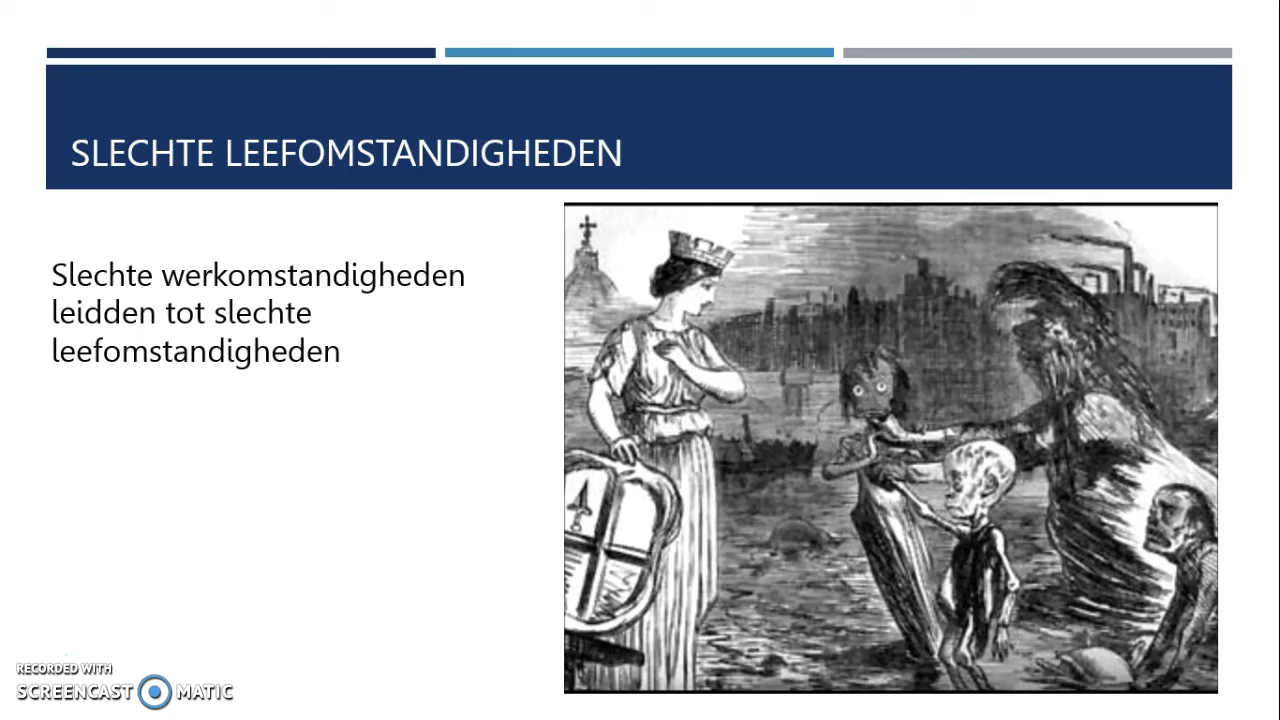 SLECHTE LEEFOMSTANDIGHEDEN
Slechte werkomstandigheden
leidden tot slechte
leefomstandigheden
RECORDED WITH
SCREENCAST MATIC